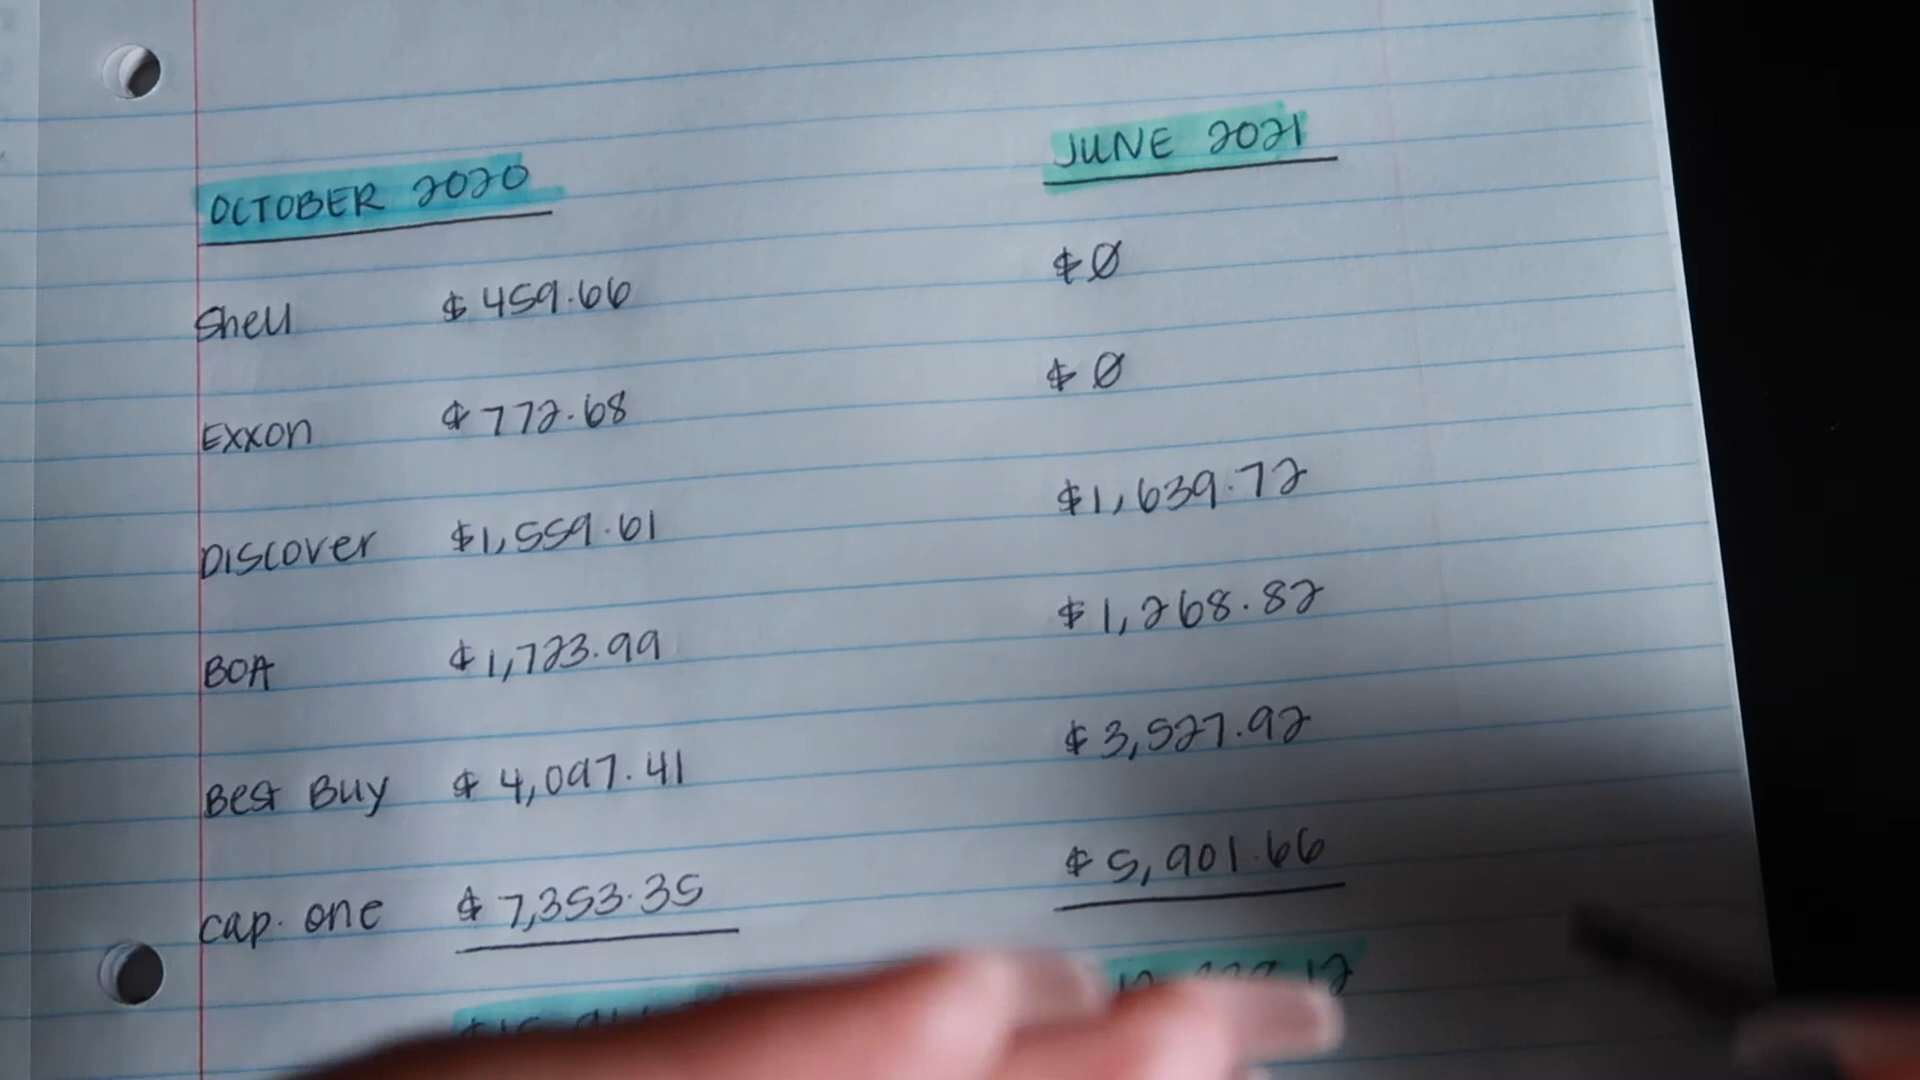 OCTOBER 2020 JUNE 2021
Shell $459.66 $0
Exxon $772.68 $0
Discover $1,559.61 $1,639.72
BOA $1,723.99 $1,268.82
Best Buy $4,097.41 $3,527.92
cap. one $7,353.35 $5,901.66